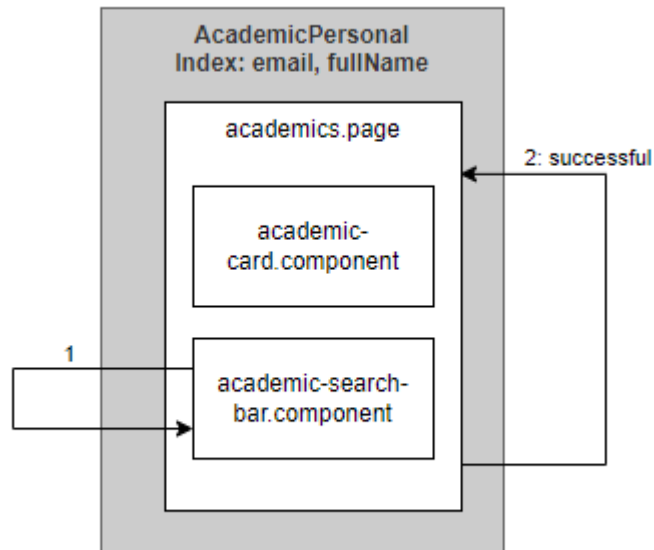 AcademicPersonal
Index: email, fullName
academics.page
2: successful
academic-
card.component
1
academic-search-
bar.component